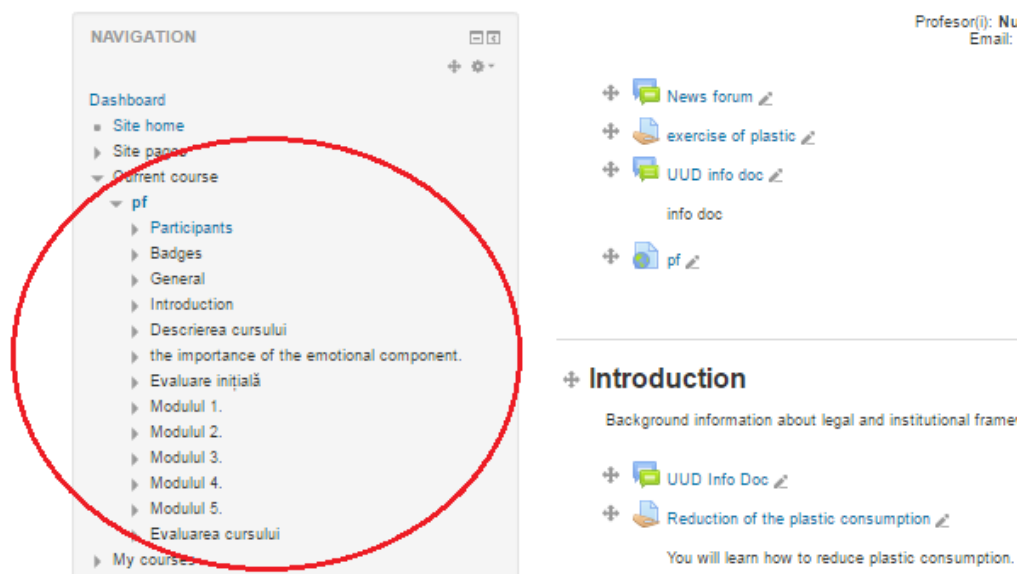 NAVIGATION
Dashboard
Site home
Site pages
Current course
pf
Participants
Badges
General
Introduction
Descrierea cursului
the importance of the emotional component.
Evaluare inițială
Modulul 1.
Modulul 2.
Modulul 3.
Modulul 4.
Modulul 5.
Evaluarea cursului
My courses
Profesor(i):
Email:
News forum
exercise of plastic
UUD info doc
info doc
pf
Introduction
Background information about legal and institutional
UUD Info Doc
Reduction of the plastic consumption
You will learn how to reduce plastic consumption.